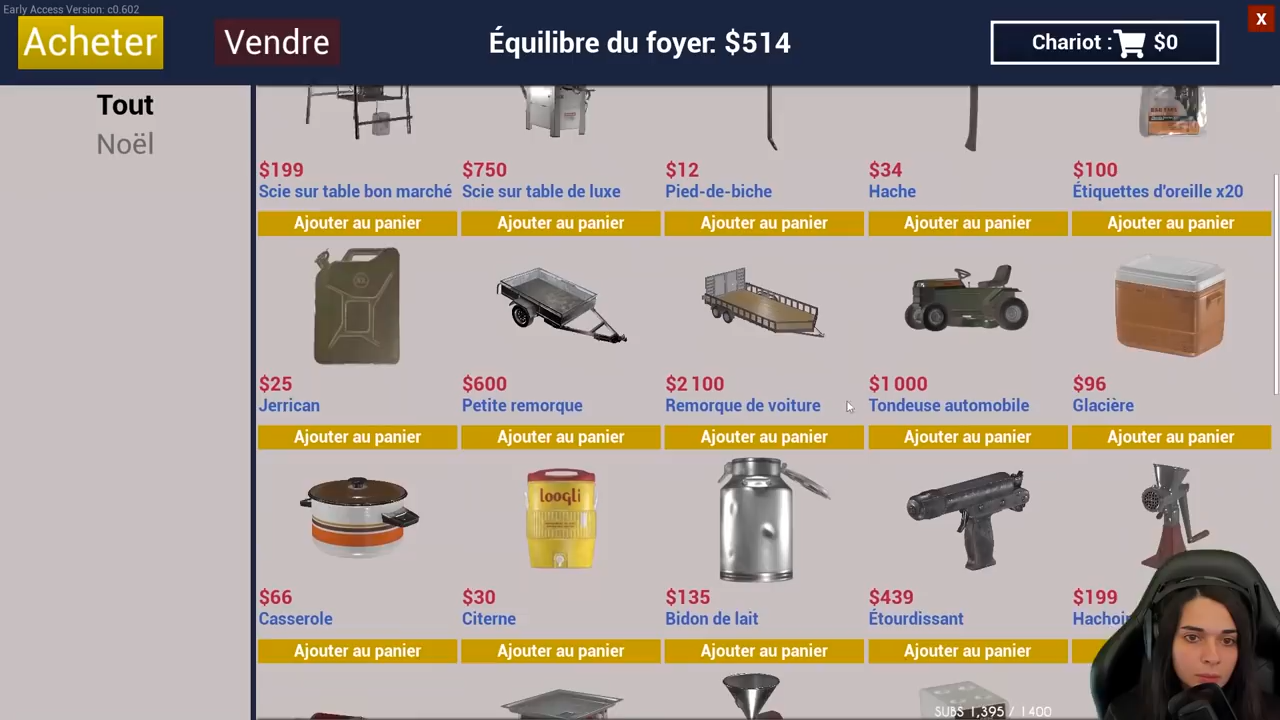 Early Access Version: c0.602
Acheter
Vendre
Équilibre du foyer: $514
Chariot : $0
X
Tout
Noël
$199
Scie sur table bon marché
Ajouter au panier
$750
Scie sur table de luxe
Ajouter au panier
$12
Pied-de-biche
Ajouter au panier
$34
Hache
Ajouter au panier
$100
Étiquettes d'oreille x20
Ajouter au panier
$25
Jerrican
Ajouter au panier
$600
Petite remorque
Ajouter au panier
$2 100
Remorque de voiture
Ajouter au panier
$1 000
Tondeuse automobile
Ajouter au panier
$96
Glacière
Ajouter au panier
$66
Casserole
Ajouter au panier
loogli
$30
Citerne
Ajouter au panier
$135
Bidon de lait
Ajouter au panier
$439
Étourdissant
Ajouter au panier
$199
Hachoir
SUBS 1,395 / 1400